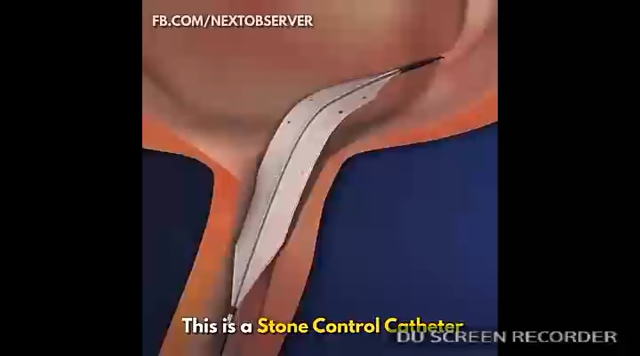 FB.COM/NEXTOBSERVER
This is a Stone Control Catheter
DU SCREEN RECORDER